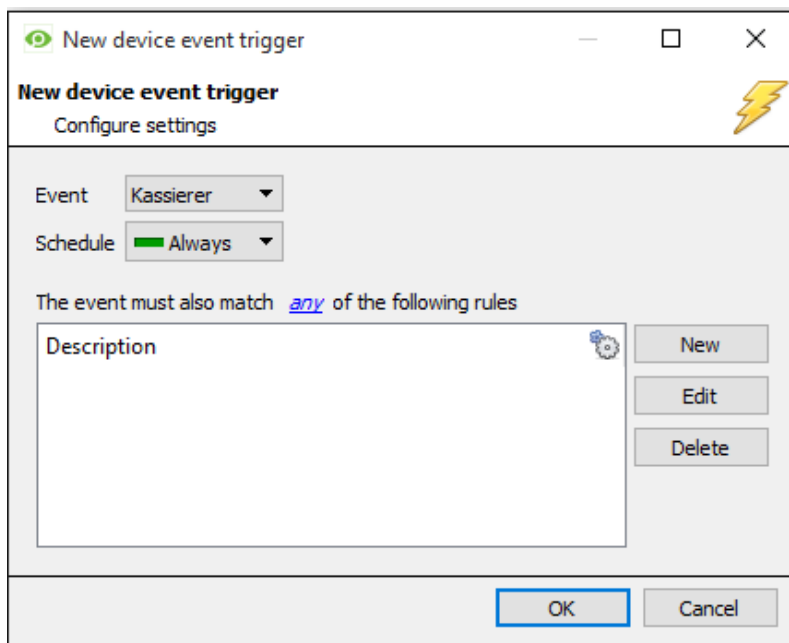 New device event trigger
New device event trigger
Configure settings
Event Kassierer
Schedule Always
The event must also match any of the following rules
Description
New
Edit
Delete
OK Cancel